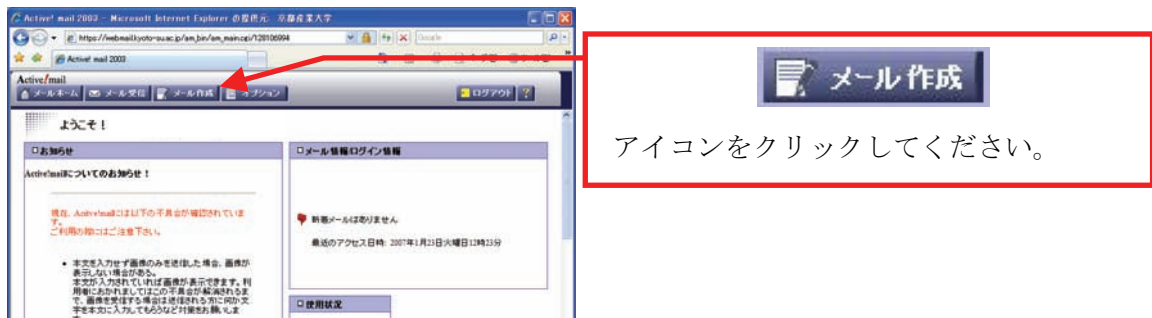 Active! mail 2003 - Microsoft Internet Explorer の提供元 京都産業大学
https://webmail.kyoto-su.ac.jp/am_bin/am_main.cgi/128106994
Google
Active! mail 2003
Active!mail
メールホーム メール受信 メール作成 オプション ログアウト ?
メール作成
アイコンをクリックしてください。
ようこそ！
お知らせ
Active!mailについてのお知らせ！
現在、Active!mailには以下の不具合が確認されていま
す。
ご利用の際にはご注意下さい。
• 本文を入力せず画像のみを送信した場合、画像が
表示しない場合がある。
本文が入力されていれば画像が表示できます。利
用者におかれましてはこの不具合が解消されるま
で、画像を受信する場合は送信される方に何か文
字を本文に入力してもらうなど対策をお願いしま
す。
メール情報ログイン情報
新着メールはありません
最近のアクセス日時: 2007年1月23日火曜日12時23分
使用状況